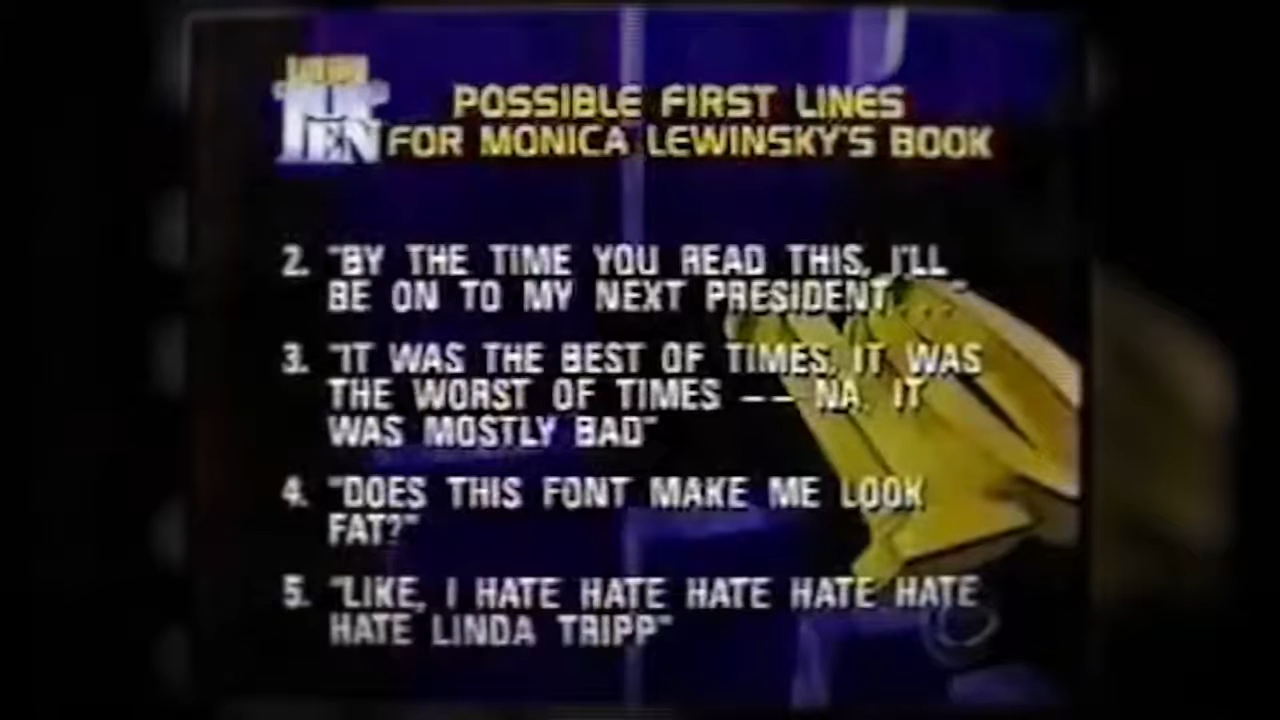 TOP
TEN
POSSIBLE FIRST LINES
FOR MONICA LEWINSKY'S BOOK
2. "BY THE TIME YOU READ THIS, I'LL
BE ON TO MY NEXT PRESIDENT . . ."
3. "IT WAS THE BEST OF TIMES, IT WAS
THE WORST OF TIMES -- NA, IT
WAS MOSTLY BAD"
4. "DOES THIS FONT MAKE ME LOOK
FAT?"
5. "LIKE, I HATE HATE HATE HATE HATE
HATE LINDA TRIPP"